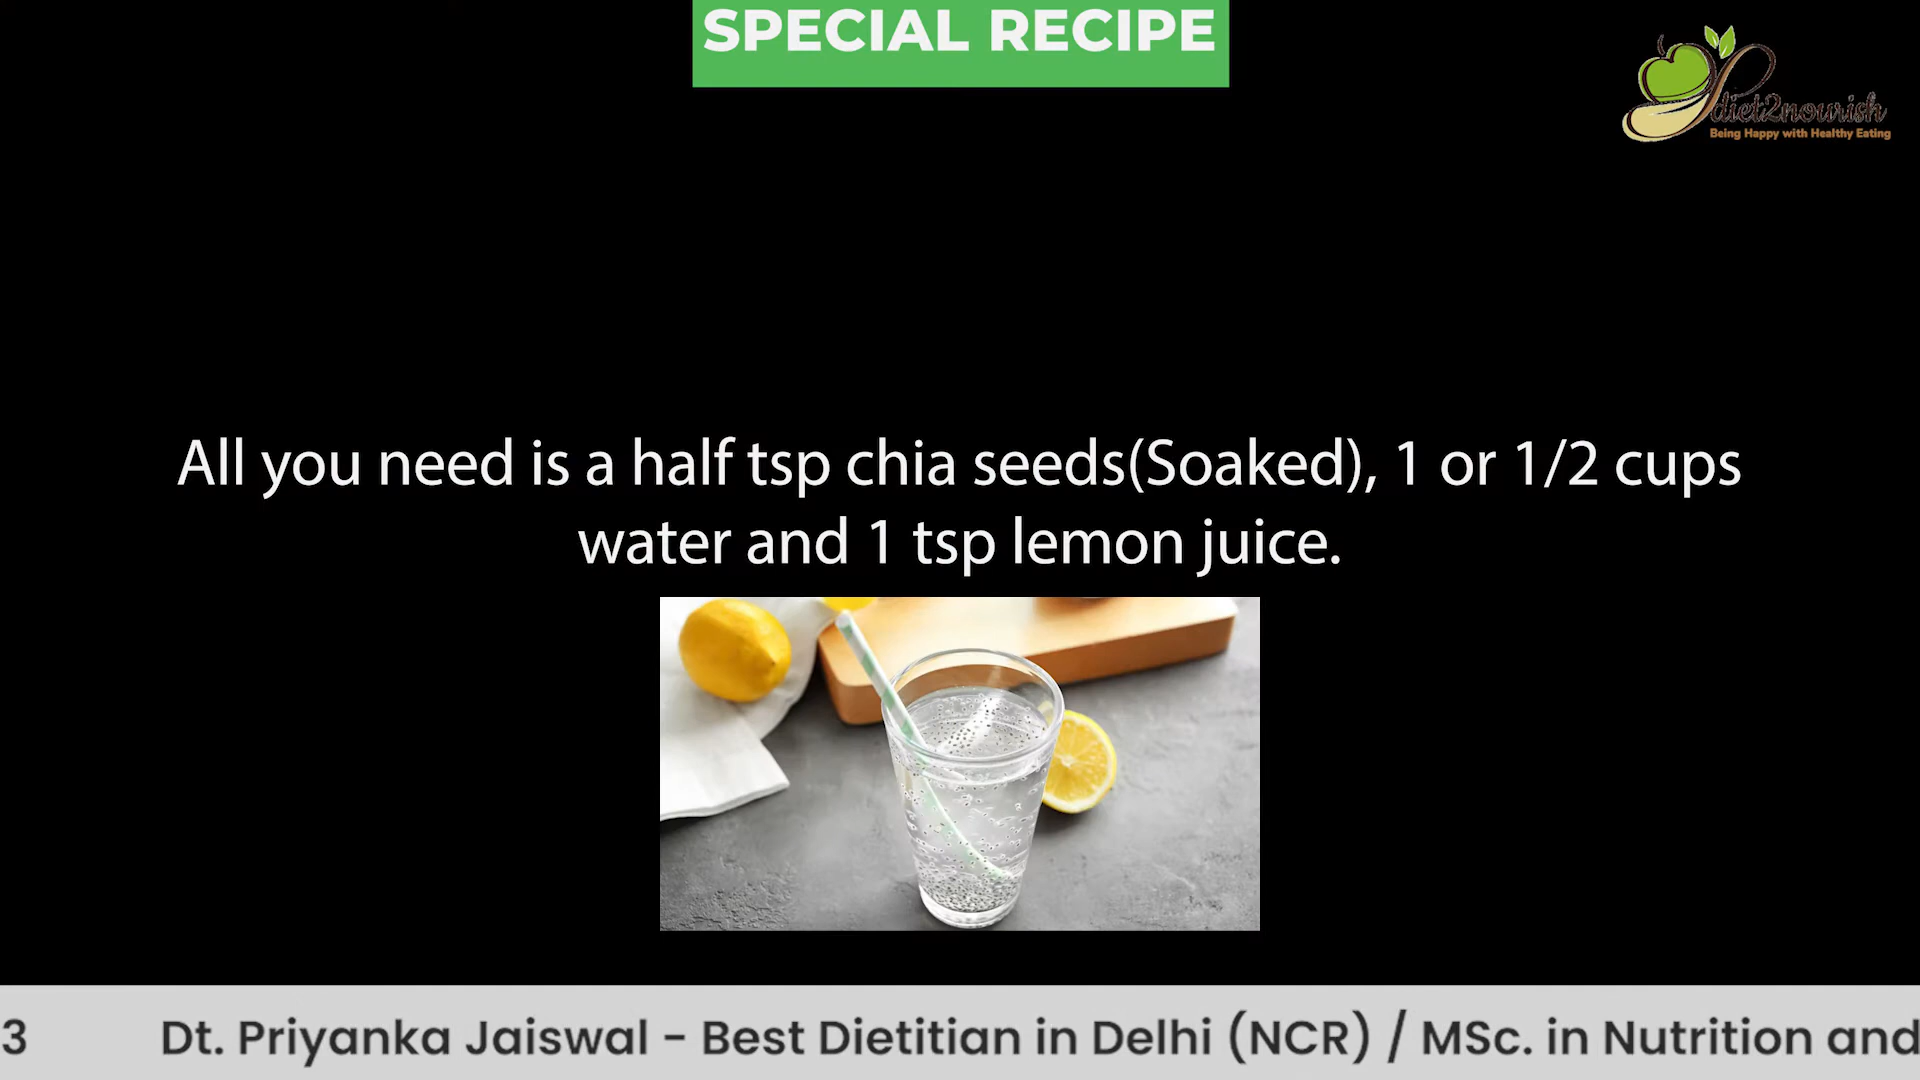 SPECIAL RECIPE
diet2nourish
Being Happy with Healthy Eating
All you need is a half tsp chia seeds(Soaked), 1 or 1/2 cups
water and 1 tsp lemon juice.
3 Dt. Priyanka Jaiswal - Best Dietitian in Delhi (NCR) / MSc. in Nutrition and